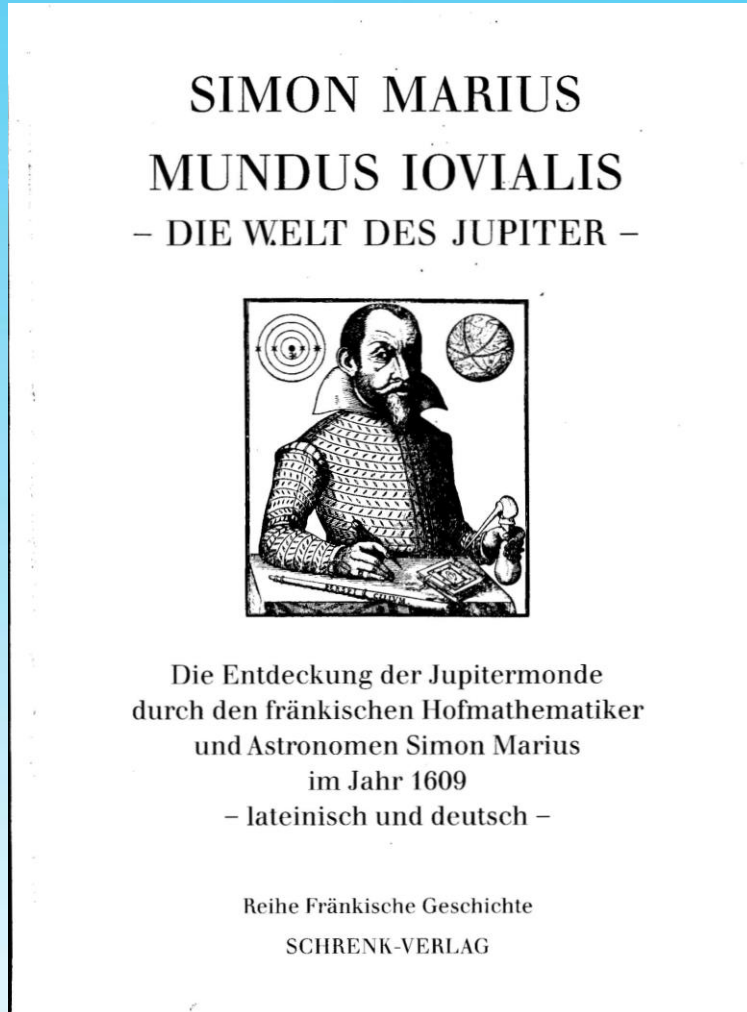 SIMON MARIUS
MUNDUS IOVIALIS
– DIE WELT DES JUPITER –
Die Entdeckung der Jupitermonde
durch den fränkischen Hofmathematiker
und Astronomen Simon Marius
im Jahr 1609
– lateinisch und deutsch –
Reihe Fränkische Geschichte
SCHRENK-VERLAG